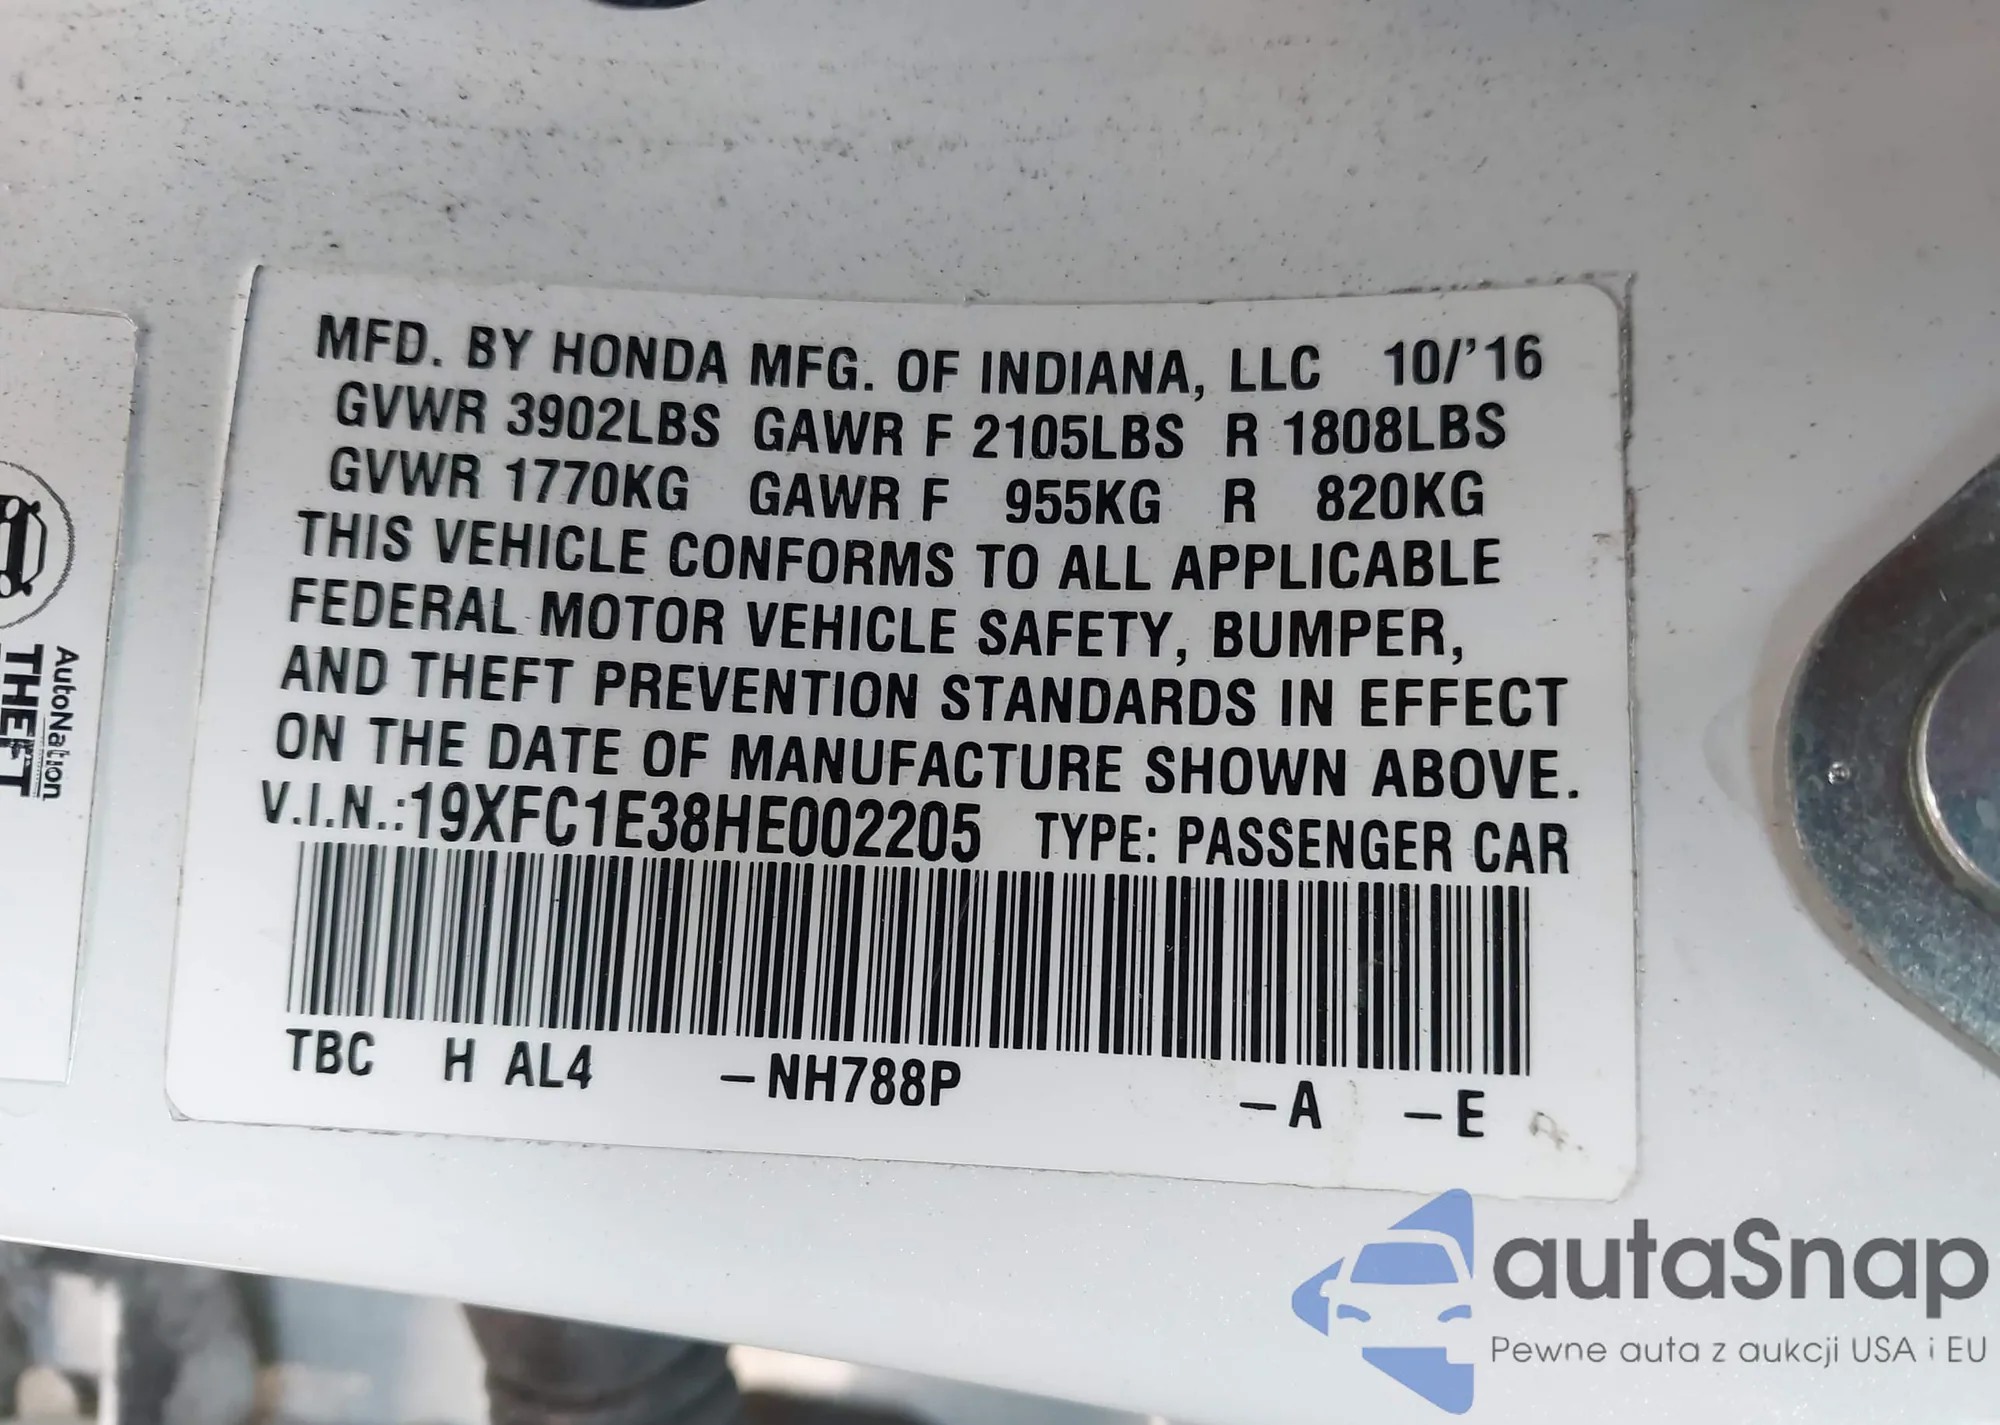 MFD. BY HONDA MFG. OF INDIANA, LLC 10/'16
GVWR 3902LBS GAWR F 2105LBS R 1808LBS
GVWR 1770KG GAWR F 955KG R 820KG
THIS VEHICLE CONFORMS TO ALL APPLICABLE
FEDERAL MOTOR VEHICLE SAFETY, BUMPER,
AND THEFT PREVENTION STANDARDS IN EFFECT
ON THE DATE OF MANUFACTURE SHOWN ABOVE.
V.I.N.:19XFC1E38HE002205 TYPE: PASSENGER CAR
TBC H AL4 -NH788P -A -E
AutoNation
THEFT
autaSnap
Pewne auta z aukcji USA i EU